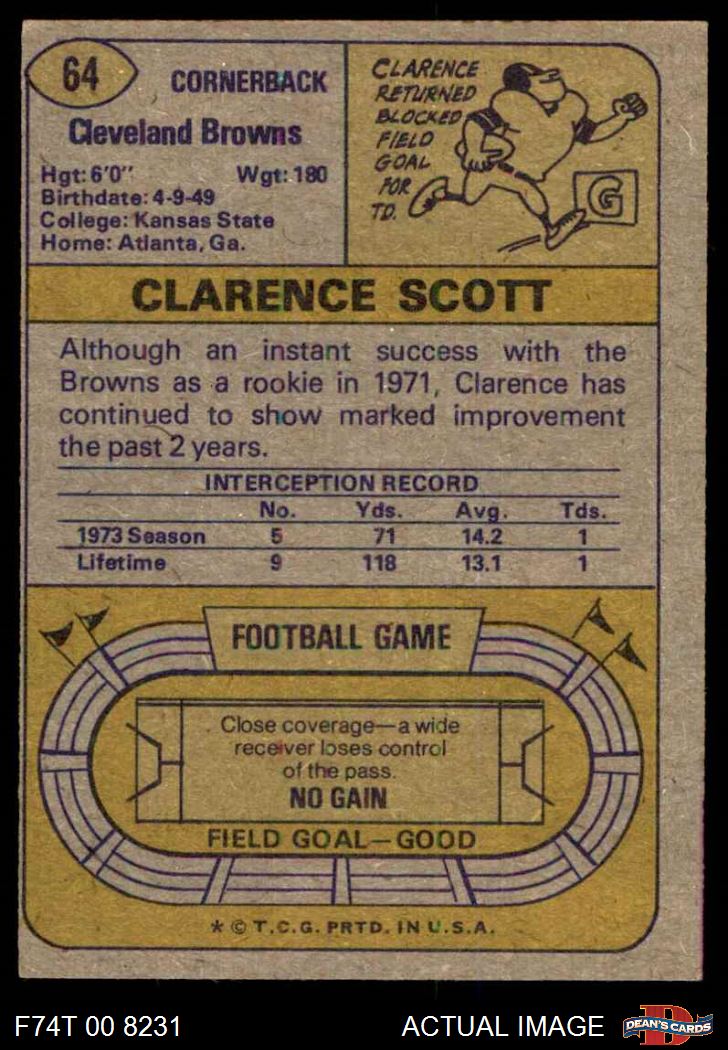 64
CORNERBACK
Cleveland Browns
Hgt: 6'0" Wgt: 180
Birthdate: 4-9-49
College: Kansas State
Home: Atlanta, Ga.
CLARENCE
RETURNED
BLOCKED
FIELD
GOAL
FOR
TD.
G
CLARENCE SCOTT
Although an instant success with the
Browns as a rookie in 1971, Clarence has
continued to show marked improvement
the past 2 years.
INTERCEPTION RECORD
No. Yds. Avg. Tds.
1973 Season 5 71 14.2 1
Lifetime 9 118 13.1 1
FOOTBALL GAME
Close coverage—a wide
receiver loses control
of the pass.
NO GAIN
FIELD GOAL—GOOD
* © T.C.G. PRTD. IN U.S.A.
F74T 00 8231 ACTUAL IMAGE
D
DEAN'S CARDS